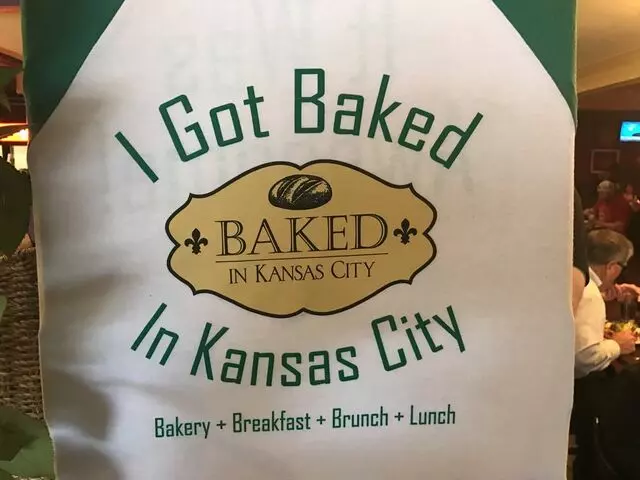 I Got Baked
BAKED
IN KANSAS CITY
In Kansas City
Bakery + Breakfast + Brunch + Lunch